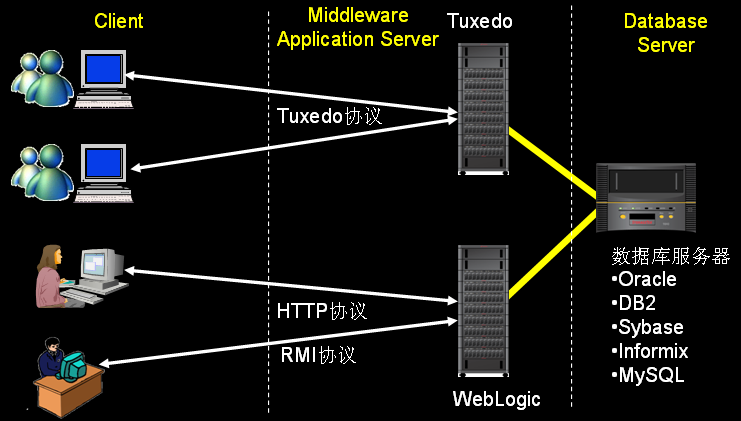 Client
Middleware
Application Server
Tuxedo
Database
Server
Tuxedo协议
HTTP协议
RMI协议
WebLogic
数据库服务器
•Oracle
•DB2
•Sybase
•Informix
•MySQL